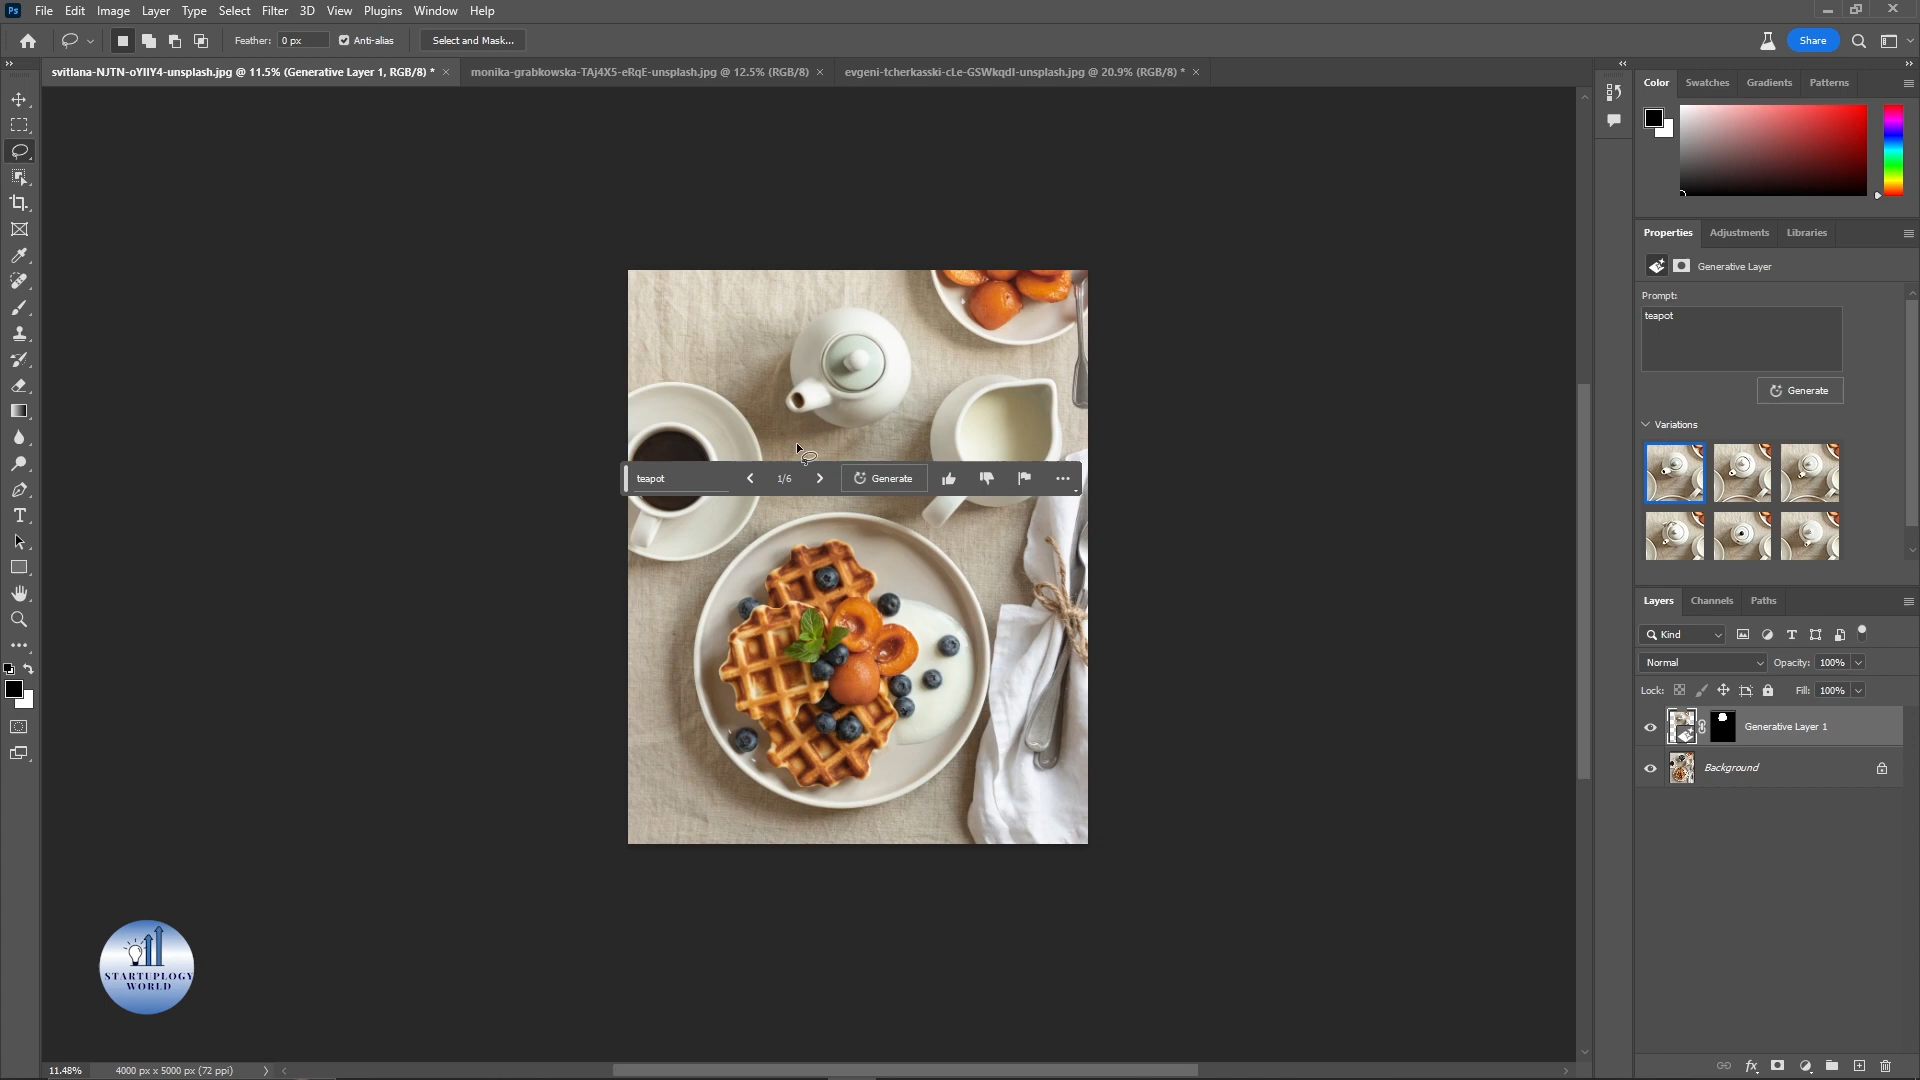 Ps File Edit Image Layer Type Select Filter 3D View Plugins Window Help
Feather: 0 px Anti-alias Select and Mask... Share
svitlana-NJTN-oYIIY4-unsplash.jpg @ 11.5% (Generative Layer 1, RGB/8) * × monika-grabkowska-TAj4X5-eRqE-unsplash.jpg @ 12.5% (RGB/8) × evgeni-tcherkasski-cLe-GSWkqdI-unsplash.jpg @ 20.9% (RGB/8) * ×
Color Swatches Gradients Patterns
Properties Adjustments Libraries
Generative Layer
Prompt:
teapot
Generate
Variations
teapot 1/6 Generate
Layers Channels Paths
Kind
Normal Opacity: 100%
Lock: Fill: 100%
Generative Layer 1
Background
STARTUPLOGY
WORLD
11.48% 4000 px x 5000 px (72 ppi)